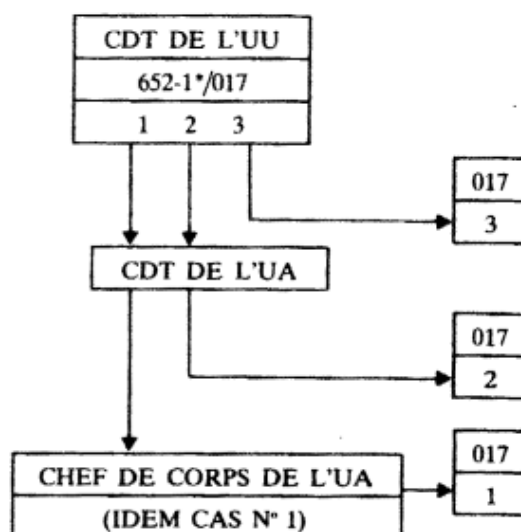 CDT DE L'UU
652-1*/017
1 2 3
017
3
CDT DE L'UA
017
2
017
1
CHEF DE CORPS DE L'UA
(IDEM CAS Nº 1)